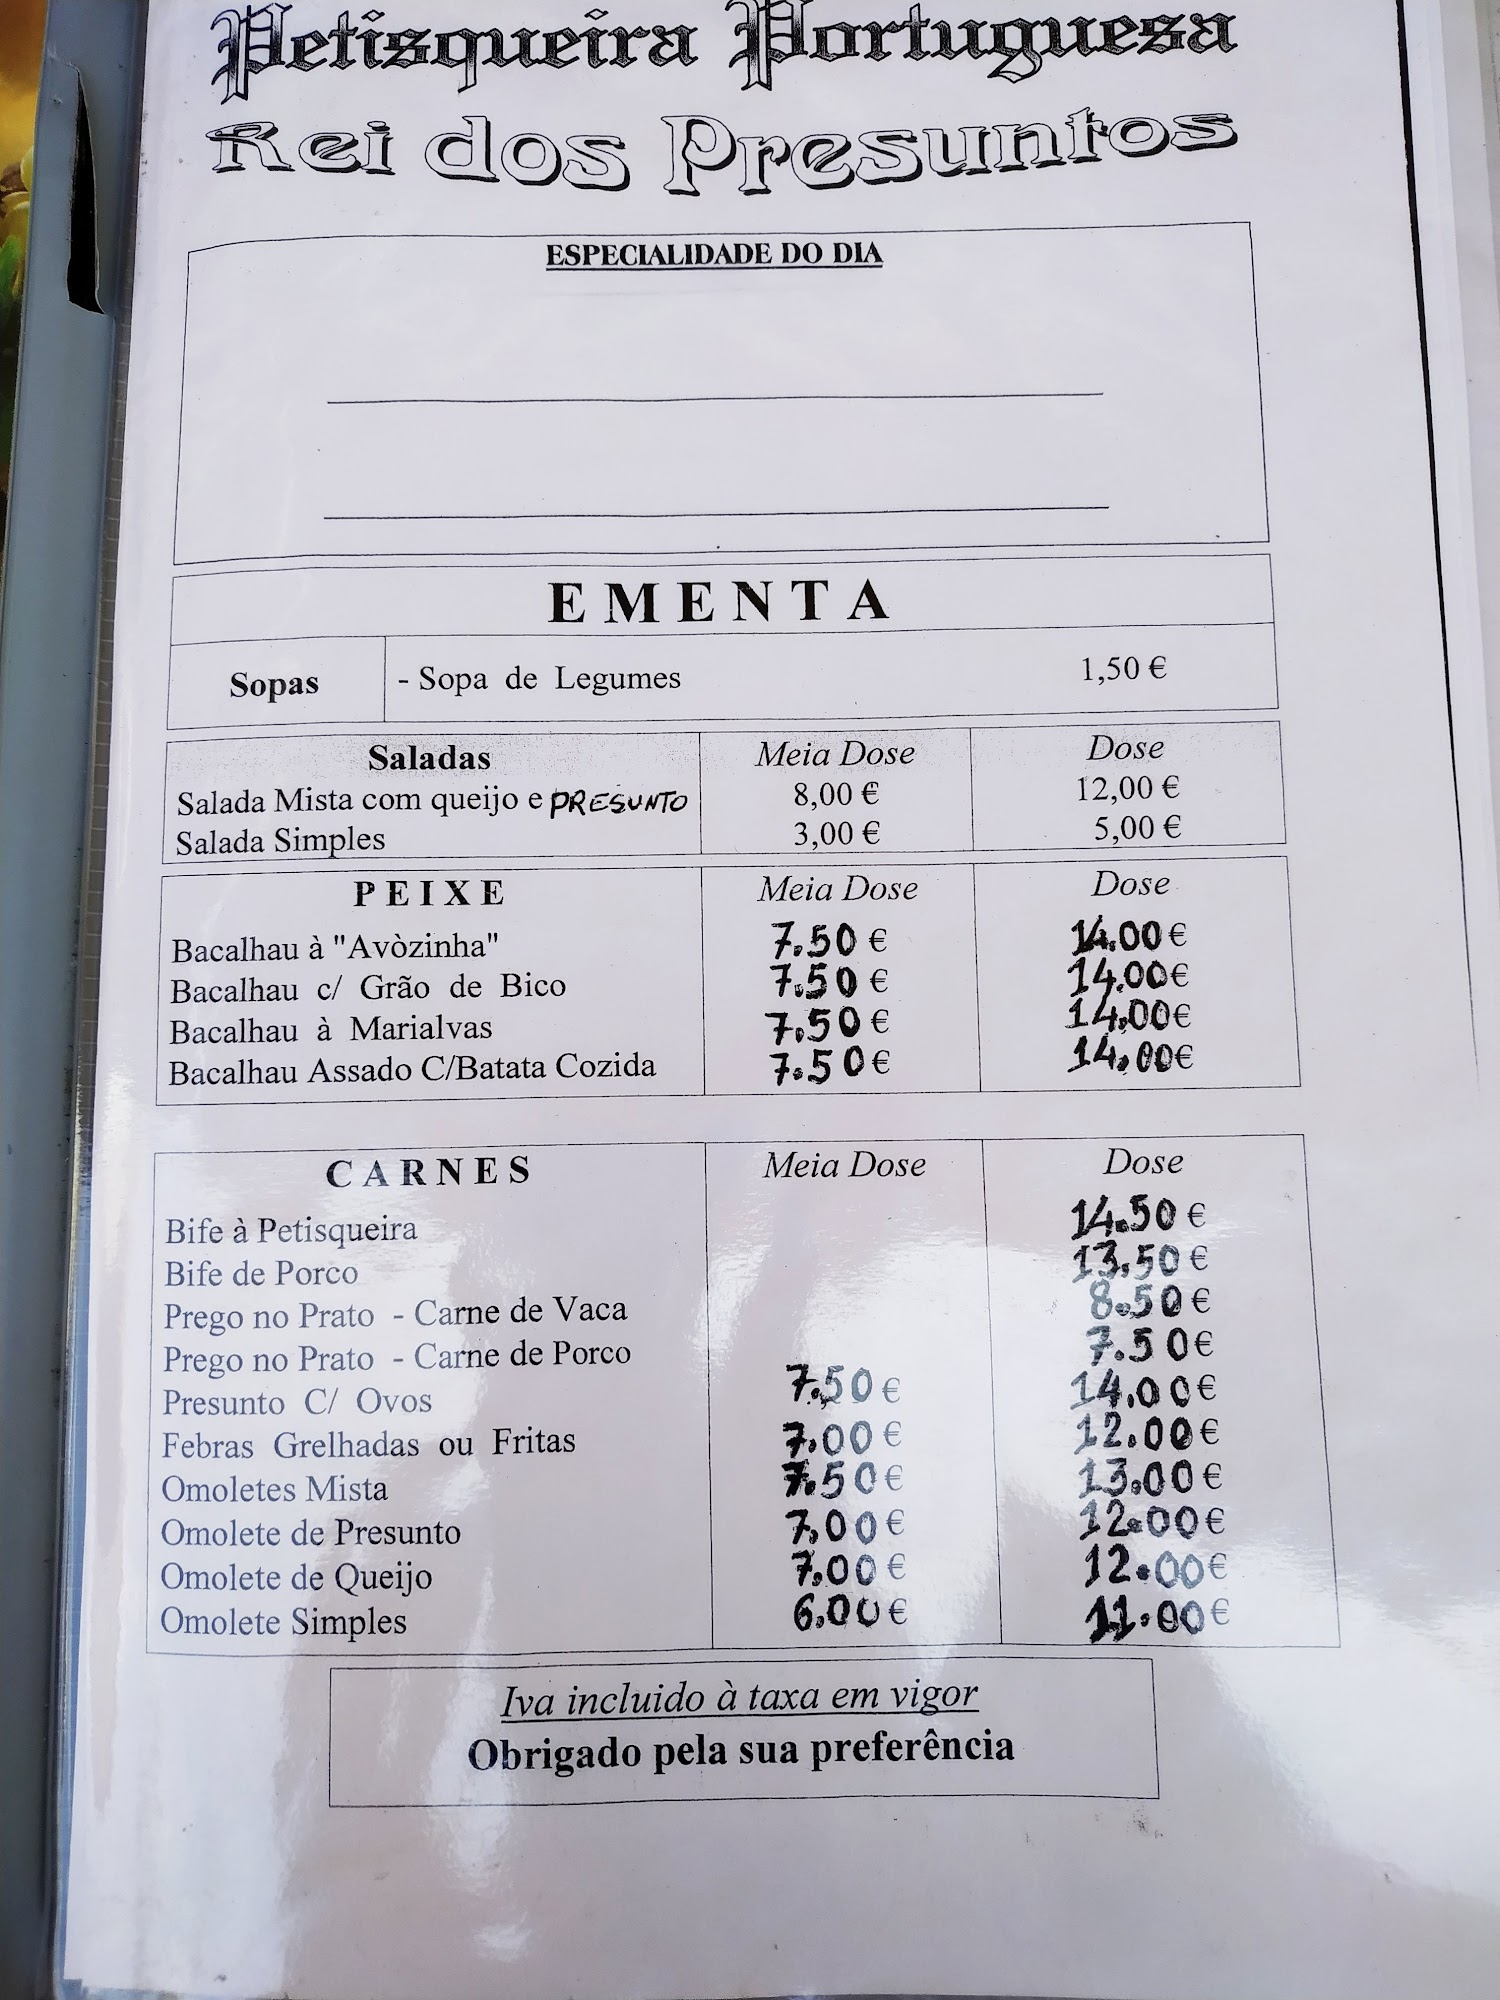 Petisqueira Portuguesa
Rei dos Presuntos
ESPECIALIDADE DO DIA
EMENTA
Sopas - Sopa de Legumes 1,50 €
Saladas Meia Dose Dose
Salada Mista com queijo e PRESUNTO 8,00 € 12,00 €
Salada Simples 3,00 € 5,00 €
PEIXE Meia Dose Dose
Bacalhau à "Avòzinha" 7.50 € 14.00 €
Bacalhau c/ Grão de Bico 7.50 € 14.00 €
Bacalhau à Marialvas 7.50 € 14.00 €
Bacalhau Assado C/Batata Cozida 7.50 € 14.00 €
CARNES Meia Dose Dose
Bife à Petisqueira 14.50 €
Bife de Porco 13.50 €
Prego no Prato - Carne de Vaca 8.50 €
Prego no Prato - Carne de Porco 7.50 €
Presunto C/ Ovos 7.50 € 14.00 €
Febras Grelhadas ou Fritas 7.00 € 12.00 €
Omoletes Mista 7.50 € 13.00 €
Omolete de Presunto 7.00 € 12.00 €
Omolete de Queijo 7.00 € 12.00 €
Omolete Simples 6.00 € 11.00 €
Iva incluido à taxa em vigor
Obrigado pela sua preferência